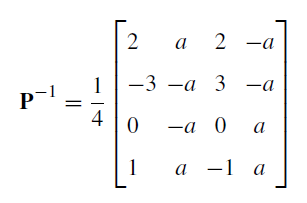 P⁻¹ = 1/4 [
2 a 2 −a
−3 −a 3 −a
0 −a 0 a
1 a −1 a
]